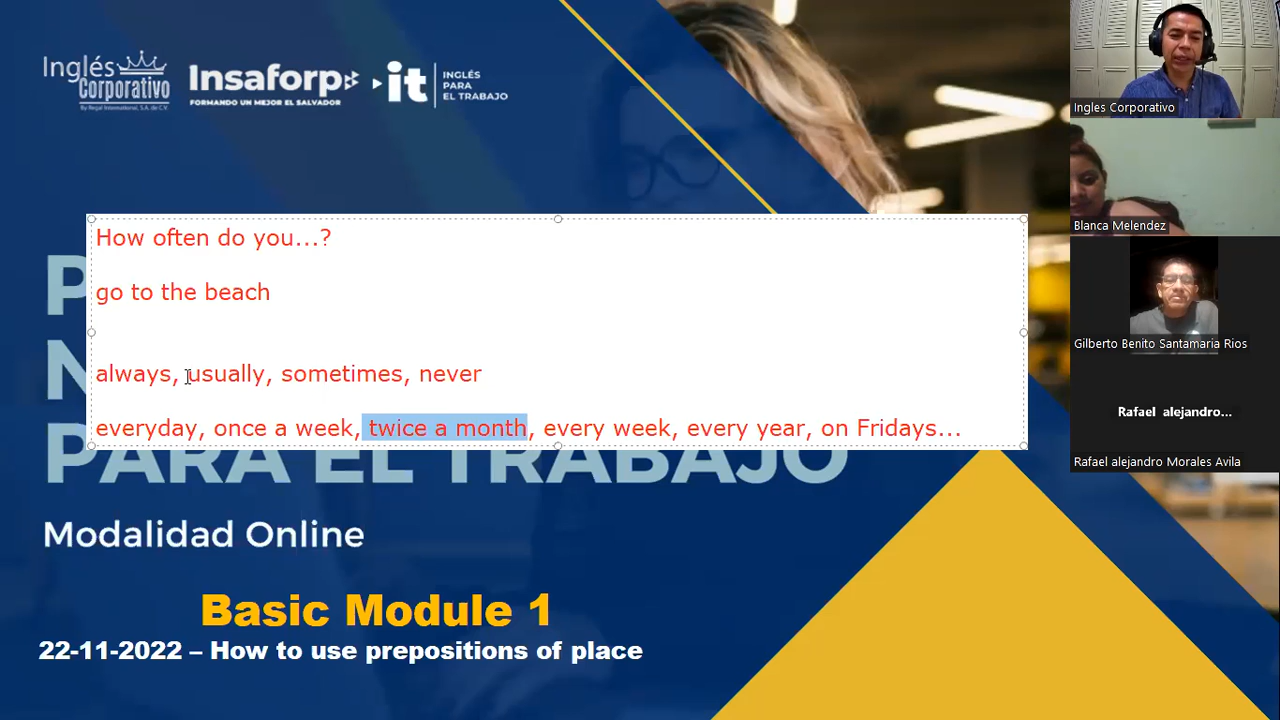 Inglés
Corporativo
By Regal International, S.A. de C.V.
Insaforp
FORMANDO UN MEJOR EL SALVADOR
it
INGLÉS
PARA
EL TRABAJO
How often do you...?
go to the beach
always, usually, sometimes, never
everyday, once a week, twice a month, every week, every year, on Fridays...
PARA EL TRABAJO
Modalidad Online
Basic Module 1
22-11-2022 – How to use prepositions of place
Ingles Corporativo
Blanca Melendez
Gilberto Benito Santamaria Rios
Rafael alejandro...
Rafael alejandro Morales Avila